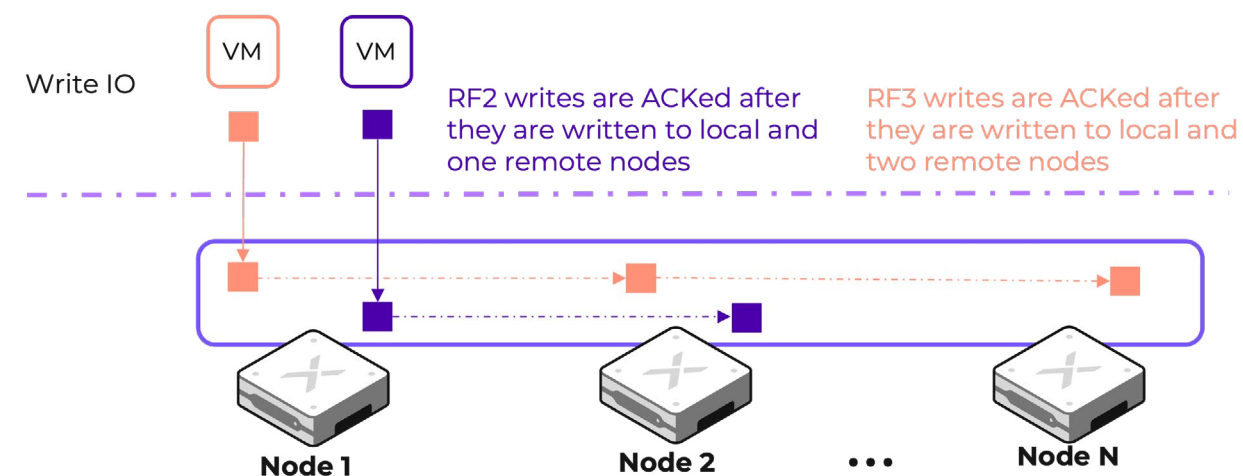 VM
VM
Write IO
RF2 writes are ACKed after
they are written to local and
one remote nodes
RF3 writes are ACKed after
they are written to local and
two remote nodes
Node 1
Node 2
•••
Node N